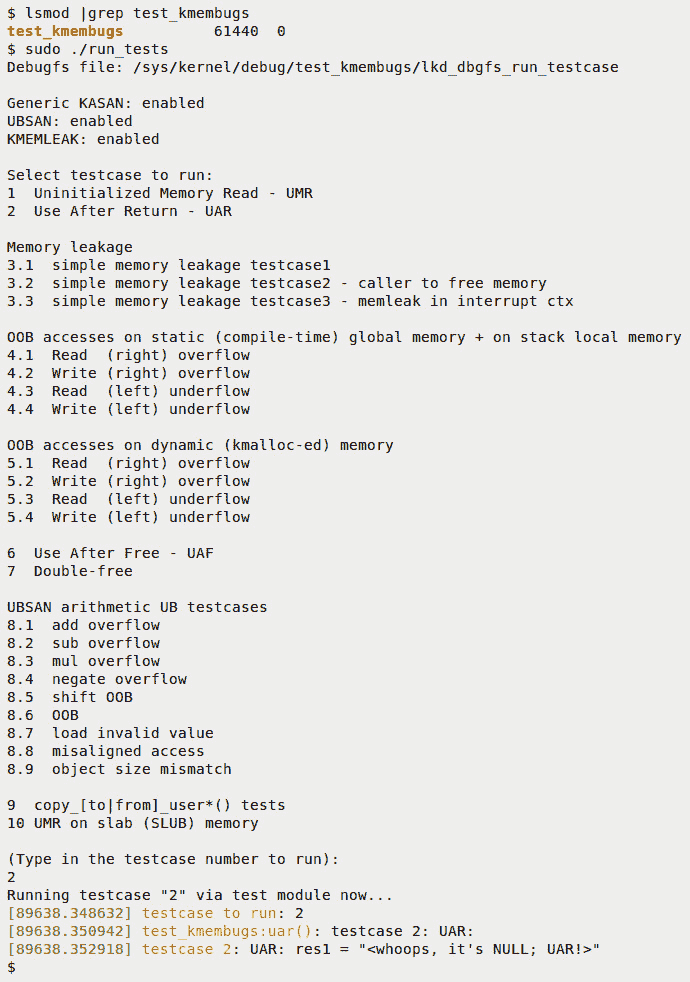 $ lsmod |grep test_kmembugs
test_kmembugs          61440  0
$ sudo ./run_tests
Debugfs file: /sys/kernel/debug/test_kmembugs/lkd_dbgfs_run_testcase
Generic KASAN: enabled
UBSAN: enabled
KMEMLEAK: enabled
Select testcase to run:
1  Uninitialized Memory Read - UMR
2  Use After Return - UAR
Memory leakage
3.1  simple memory leakage testcase1
3.2  simple memory leakage testcase2 - caller to free memory
3.3  simple memory leakage testcase3 - memleak in interrupt ctx
OOB accesses on static (compile-time) global memory + on stack local memory
4.1  Read  (right) overflow
4.2  Write (right) overflow
4.3  Read  (left) underflow
4.4  Write (left) underflow
OOB accesses on dynamic (kmalloc-ed) memory
5.1  Read  (right) overflow
5.2  Write (right) overflow
5.3  Read  (left) underflow
5.4  Write (left) underflow
6  Use After Free - UAF
7  Double-free
UBSAN arithmetic UB testcases
8.1  add overflow
8.2  sub overflow
8.3  mul overflow
8.4  negate overflow
8.5  shift OOB
8.6  OOB
8.7  load invalid value
8.8  misaligned access
8.9  object size mismatch
9  copy_[to|from]_user*() tests
10 UMR on slab (SLUB) memory
(Type in the testcase number to run):
2
Running testcase "2" via test module now...
[89638.348632] testcase to run: 2
[89638.350942] test_kmembugs:uar(): testcase 2: UAR:
[89638.352918] testcase 2: UAR: res1 = "<whoops, it's NULL; UAR!>"
$